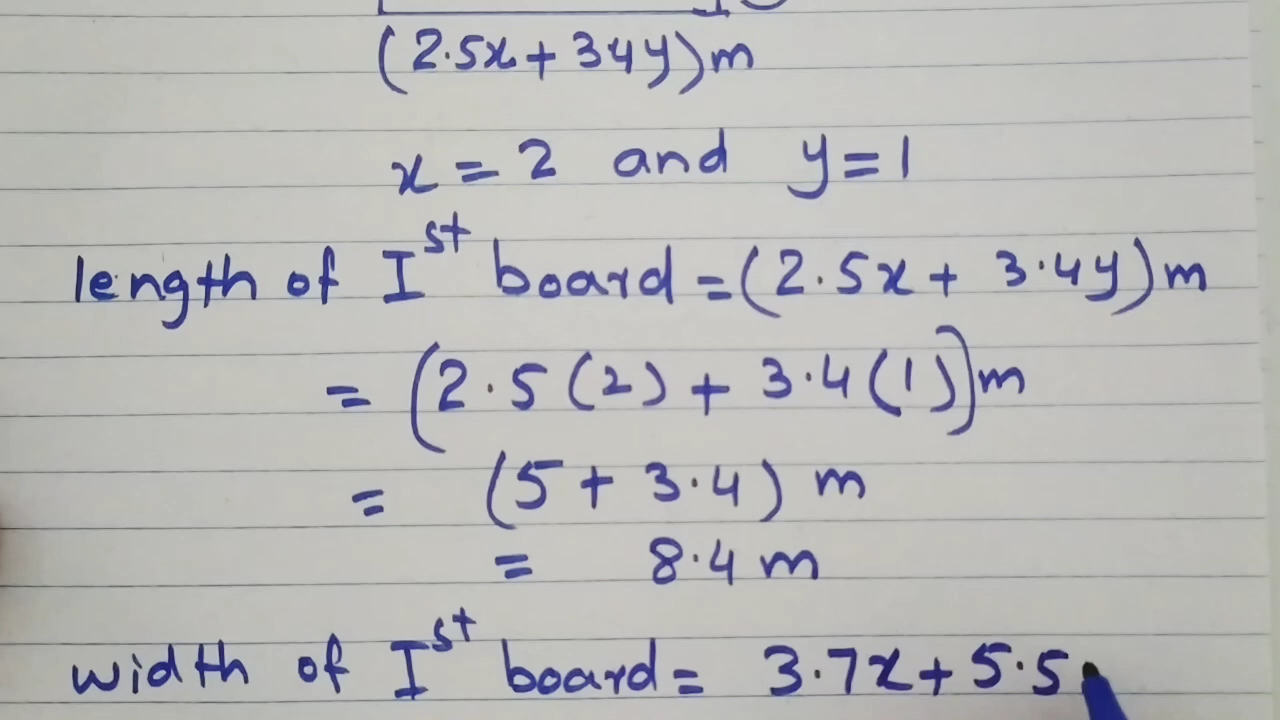 (2.5x + 34y)m
x = 2 and y = 1
length of Ist board = (2.5x + 3.4y)m
= (2.5(2) + 3.4(1))m
= (5 + 3.4) m
= 8.4 m
width of Ist board = 3.7x + 5.5